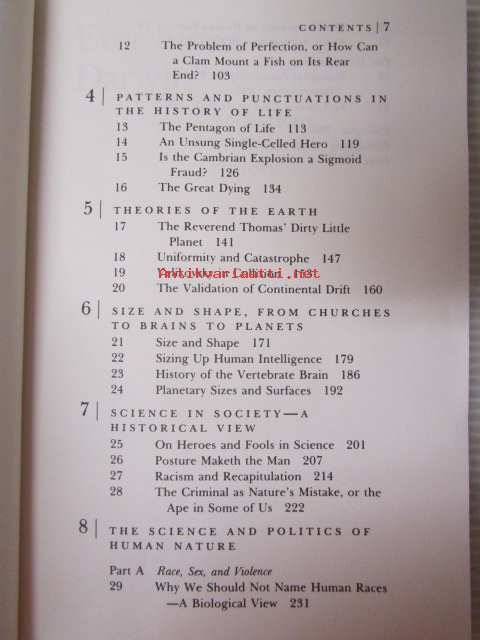 CONTENTS | 7
12 The Problem of Perfection, or How Can
a Clam Mount a Fish on Its Rear
End? 103
4 | PATTERNS AND PUNCTUATIONS IN
THE HISTORY OF LIFE
13 The Pentagon of Life 113
14 An Unsung Single-Celled Hero 119
15 Is the Cambrian Explosion a Sigmoid
Fraud? 126
16 The Great Dying 134
5 | THEORIES OF THE EARTH
17 The Reverend Thomas' Dirty Little
Planet 141
18 Uniformity and Catastrophe 147
19
20 The Validation of Continental Drift 160
6 | SIZE AND SHAPE, FROM CHURCHES
TO BRAINS TO PLANETS
21 Size and Shape 171
22 Sizing Up Human Intelligence 179
23 History of the Vertebrate Brain 186
24 Planetary Sizes and Surfaces 192
7 | SCIENCE IN SOCIETY—A
HISTORICAL VIEW
25 On Heroes and Fools in Science 201
26 Posture Maketh the Man 207
27 Racism and Recapitulation 214
28 The Criminal as Nature's Mistake, or the
Ape in Some of Us 222
8 | THE SCIENCE AND POLITICS OF
HUMAN NATURE
Part A Race, Sex, and Violence
29 Why We Should Not Name Human Races
—A Biological View 231